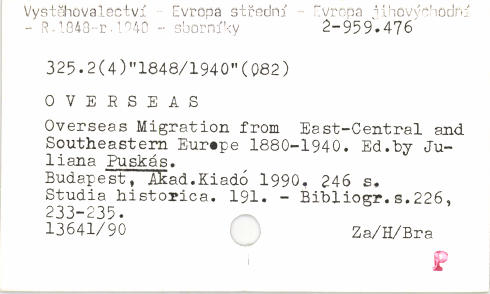 Vystěhovalectví - Evropa střední - Evropa jihovýchodní
- R.1848-r.1940 - sborníky 2-959.476
325.2(4)"1848/1940"(082)
O V E R S E A S
Overseas Migration from East-Central and
Southeastern Europe 1880-1940. Ed.by Ju-
liana Puskás.
Budapest, Akad.Kiadó 1990. 246 s.
Studia historica. 191. - Bibliogr.s.226,
233-235.
13641/90 Za/H/Bra
P